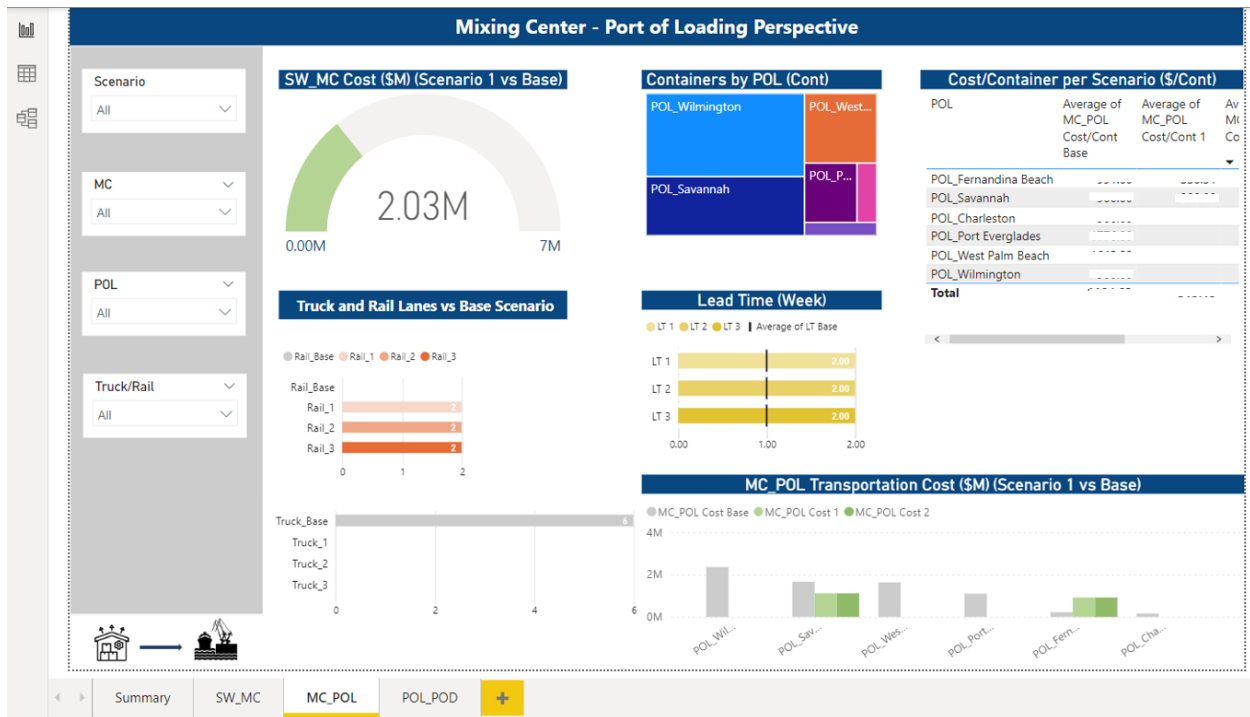 Mixing Center - Port of Loading Perspective
Scenario
All
MC
All
POL
All
Truck/Rail
All
SW_MC Cost ($M) (Scenario 1 vs Base)
2.03M
0.00M
7M
Containers by POL (Cont)
POL_Wilmington
POL_West...
POL_Savannah
POL_P...
Cost/Container per Scenario ($/Cont)
POL
Average of
MC_POL
Cost/Cont
Base
Average of
MC_POL
Cost/Cont 1
POL_Fernandina Beach
POL_Savannah
POL_Charleston
POL_Port Everglades
POL_West Palm Beach
POL_Wilmington
Total
Truck and Rail Lanes vs Base Scenario
Rail_Base Rail_1 Rail_2 Rail_3
Rail_Base
Rail_1 2
Rail_2 2
Rail_3 2
0 1 2
Truck_Base 6
Truck_1
Truck_2
Truck_3
0 2 4 6
Lead Time (Week)
LT 1 LT 2 LT 3 Average of LT Base
LT 1 2.00
LT 2 2.00
LT 3 2.00
0.00 1.00 2.00
MC_POL Transportation Cost ($M) (Scenario 1 vs Base)
MC_POL Cost Base MC_POL Cost 1 MC_POL Cost 2
4M
2M
0M
POL_Wil... POL_Sav... POL_Wes... POL_Port... POL_Fern... POL_Cha...
Summary SW_MC MC_POL POL_POD +